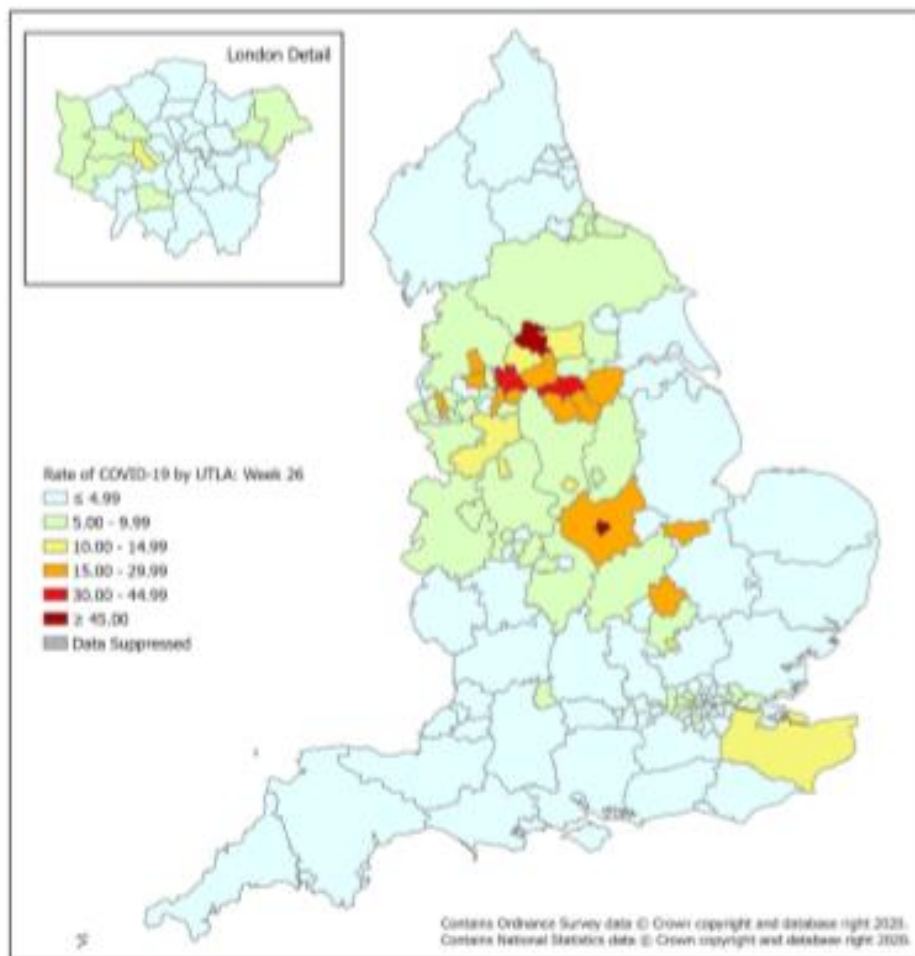 London Detail
Rate of COVID-19 by UTLA: Week 26
≤ 4.99
5.00 - 9.99
10.00 - 14.99
15.00 - 29.99
30.00 - 44.99
≥ 45.00
Data Suppressed
Contains Ordnance Survey data © Crown copyright and database right 2020.
Contains National Statistics data © Crown copyright and database right 2020.